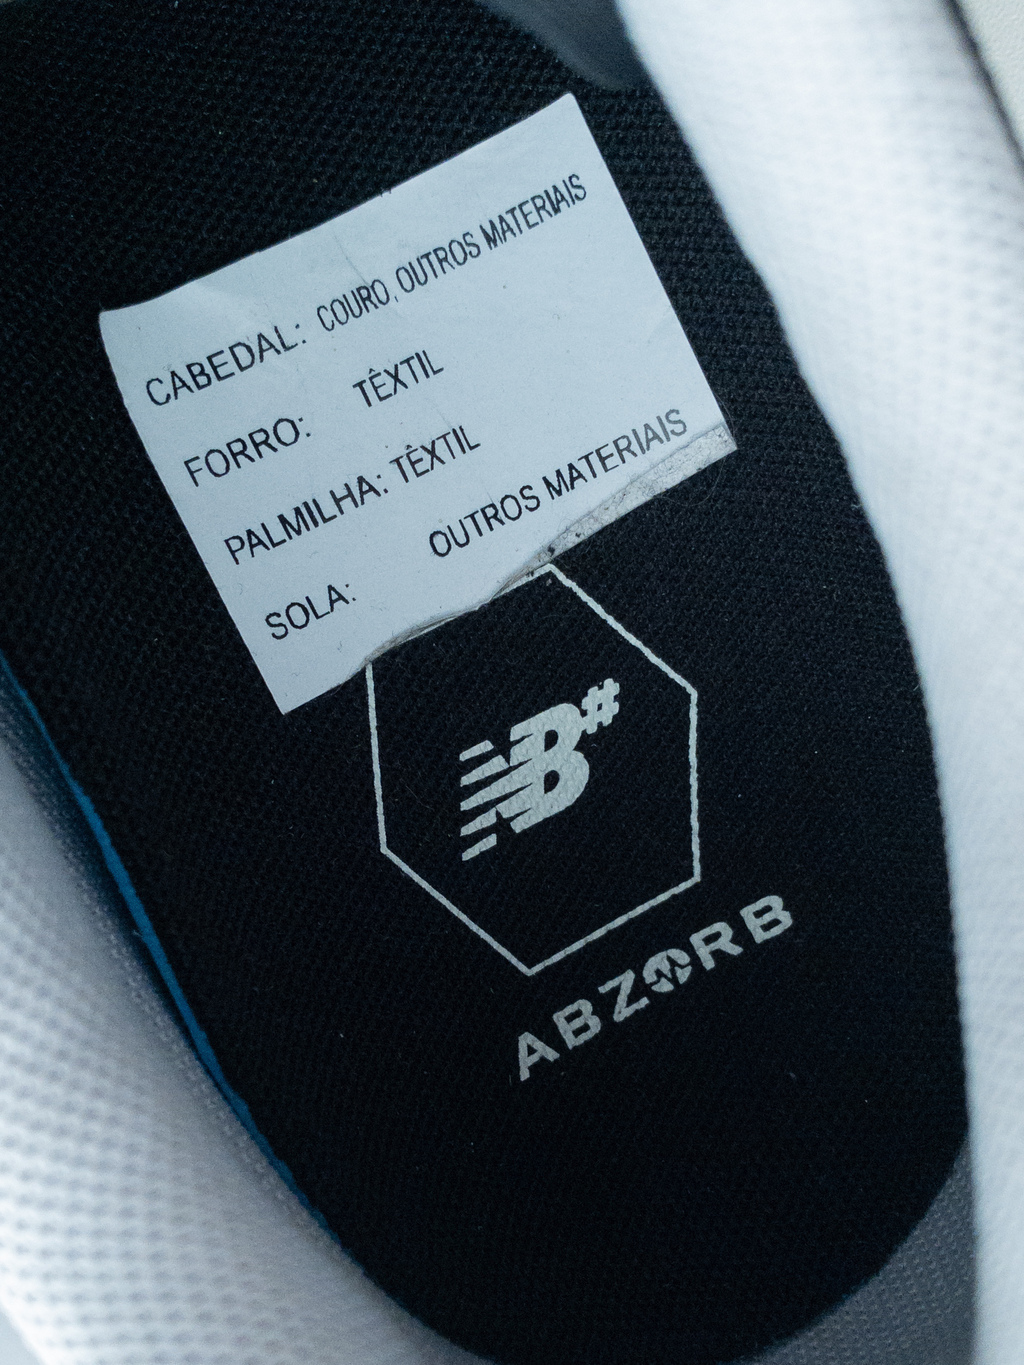 CABEDAL: COURO, OUTROS MATERIAIS
FORRO: TÊXTIL
PALMILHA: TÊXTIL
SOLA: OUTROS MATERIAIS
NB#
ABZORB